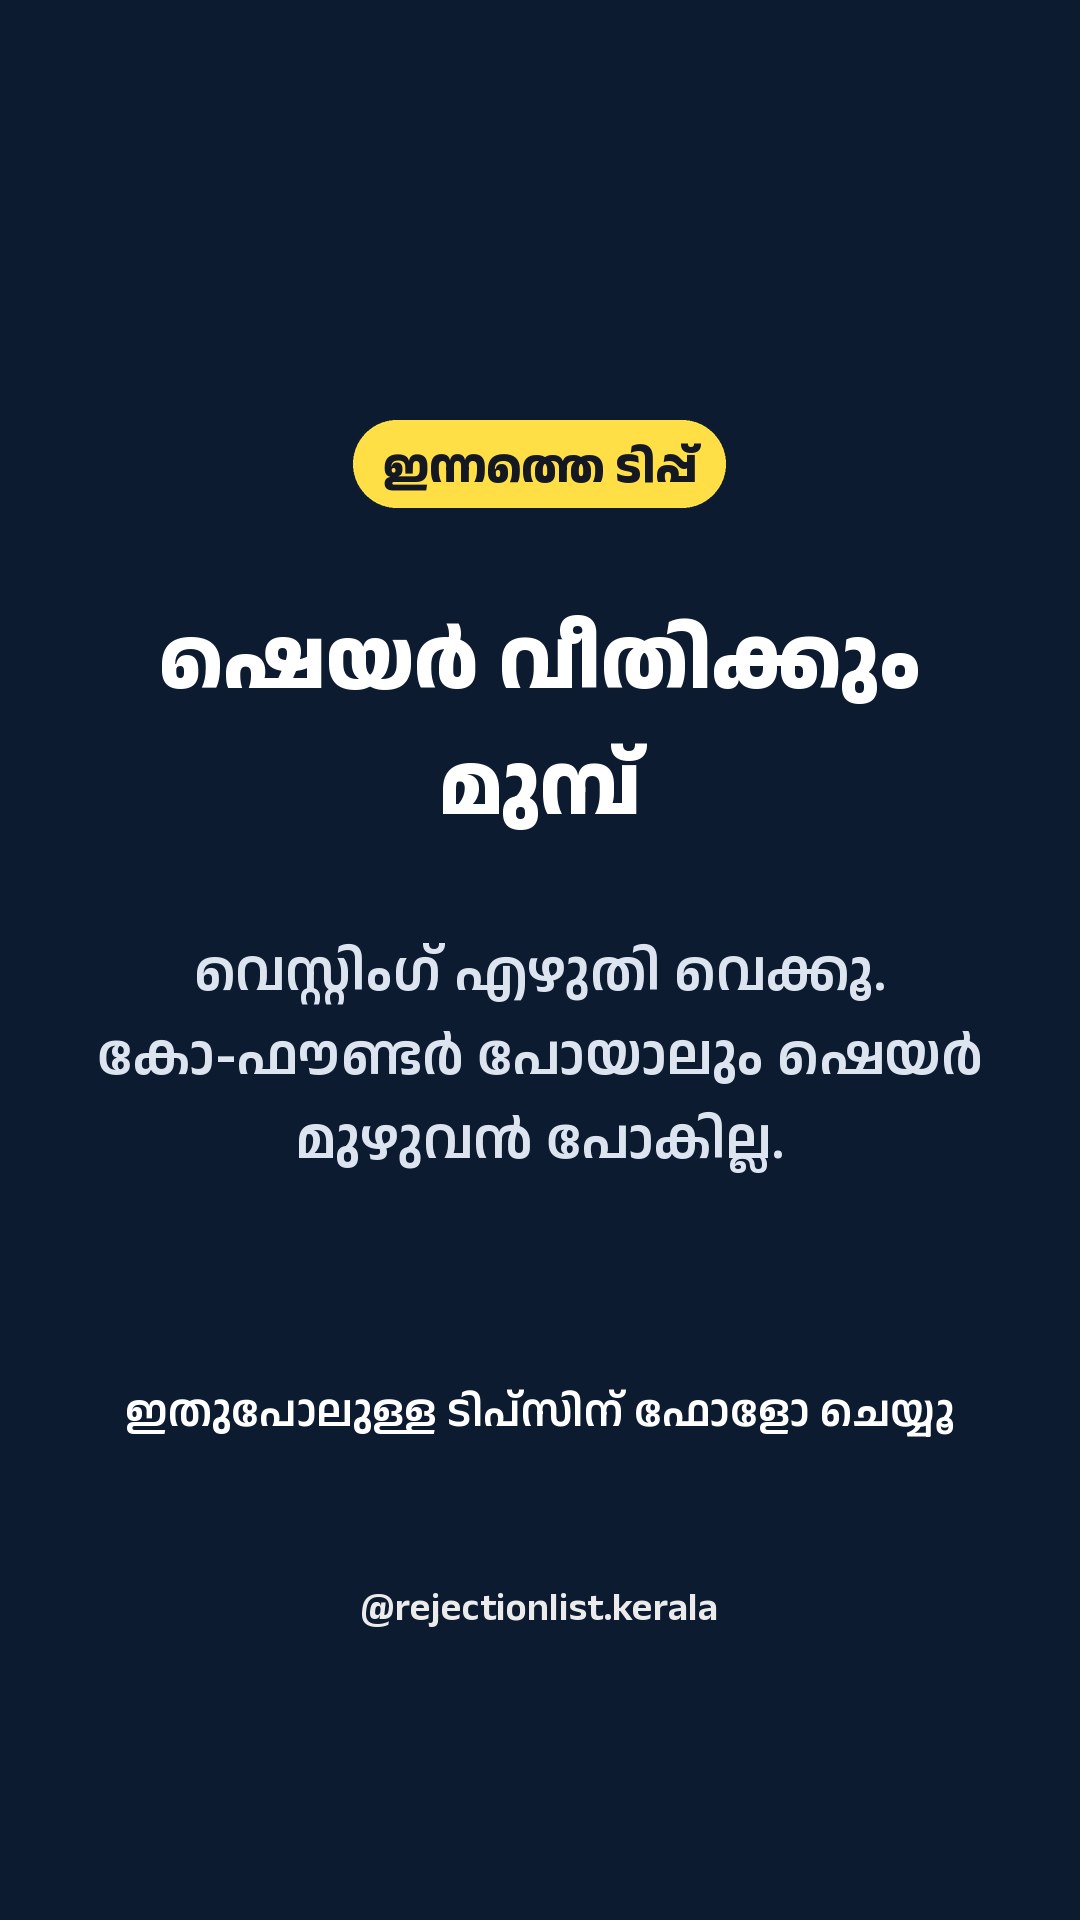 ഇന്നത്തെ ടിപ്പ്
ഷെയർ വീതിക്കും
മുമ്പ്
വെസ്റ്റിംഗ് എഴുതി വെക്കൂ.
കോ-ഫൗണ്ടർ പോയാലും ഷെയർ
മുഴുവൻ പോകില്ല.
ഇതുപോലുള്ള ടിപ്സിന് ഫോളോ ചെയ്യൂ
@rejectionlist.kerala